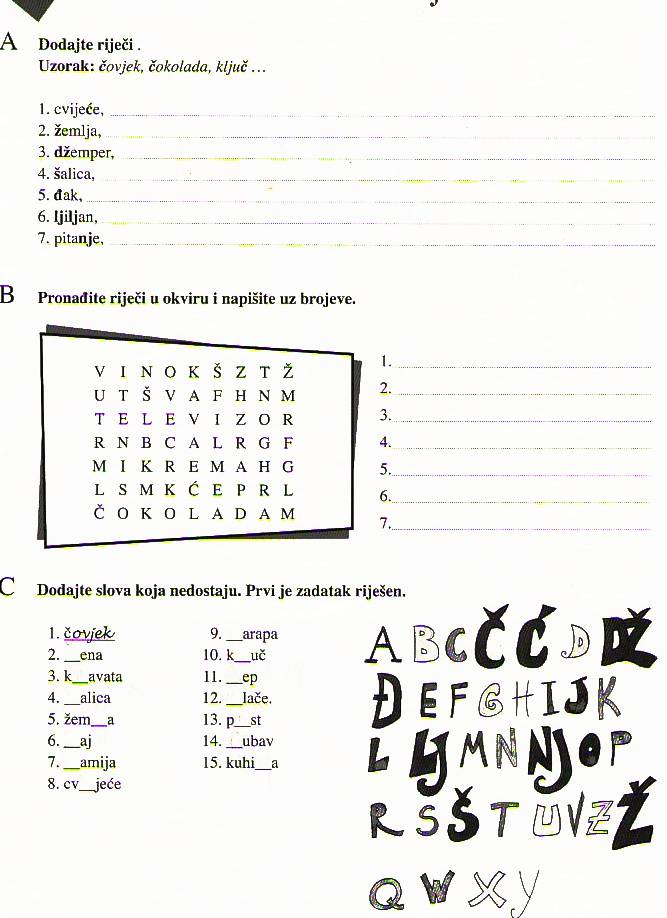 A Dodajte riječi .
Uzorak: čovjek, čokolada, ključ ...
1. cvijeće,
2. žemlja,
3. džemper,
4. šalica,
5. đak,
6. ljiljan,
7. pitanje,
B Pronađite riječi u okviru i napišite uz brojeve.
V I N O K Š Z T Ž
U T Š V A F H N M
T E L E V I Z O R
R N B C A L R G F
M I K R E M A H G
L S M K Ć E P R L
Č O K O L A D A M
1.
2.
3.
4.
5.
6.
7.
C Dodajte slova koja nedostaju. Prvi je zadatak riješen.
1. čovjek
2. __ena
3. k__avata
4. __alica
5. žem__a
6. __aj
7. __amija
8. cv__jeće
9. __arapa
10. k__uč
11. __ep
12. __lače.
13. p__st
14. __ubav
15. kuhi__a
A B C Č Ć D DŽ
Đ E F G H I J K
L LJ M N NJ O P
R S Š T U V Z Ž
Q W X Y